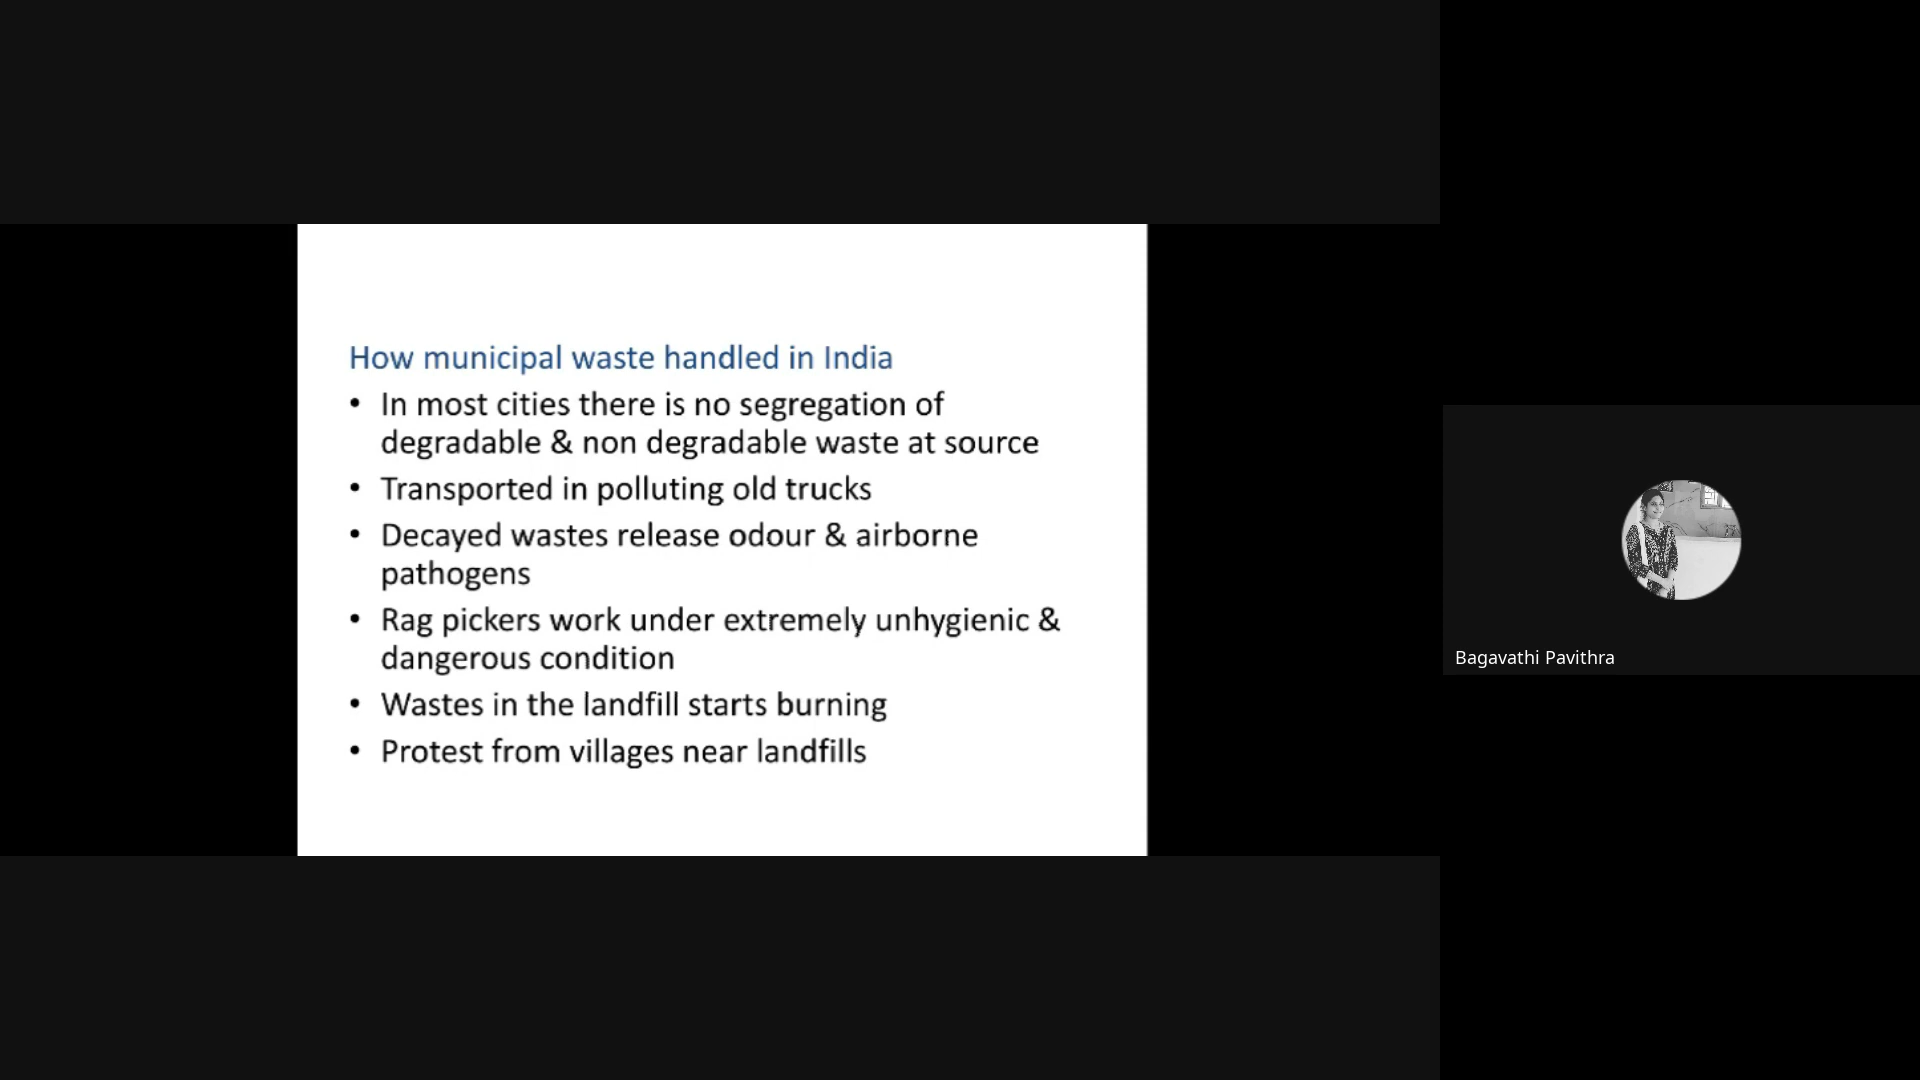 How municipal waste handled in India
• In most cities there is no segregation of
degradable & non degradable waste at source
• Transported in polluting old trucks
• Decayed wastes release odour & airborne
pathogens
• Rag pickers work under extremely unhygienic &
dangerous condition
• Wastes in the landfill starts burning
• Protest from villages near landfills
Bagavathi Pavithra